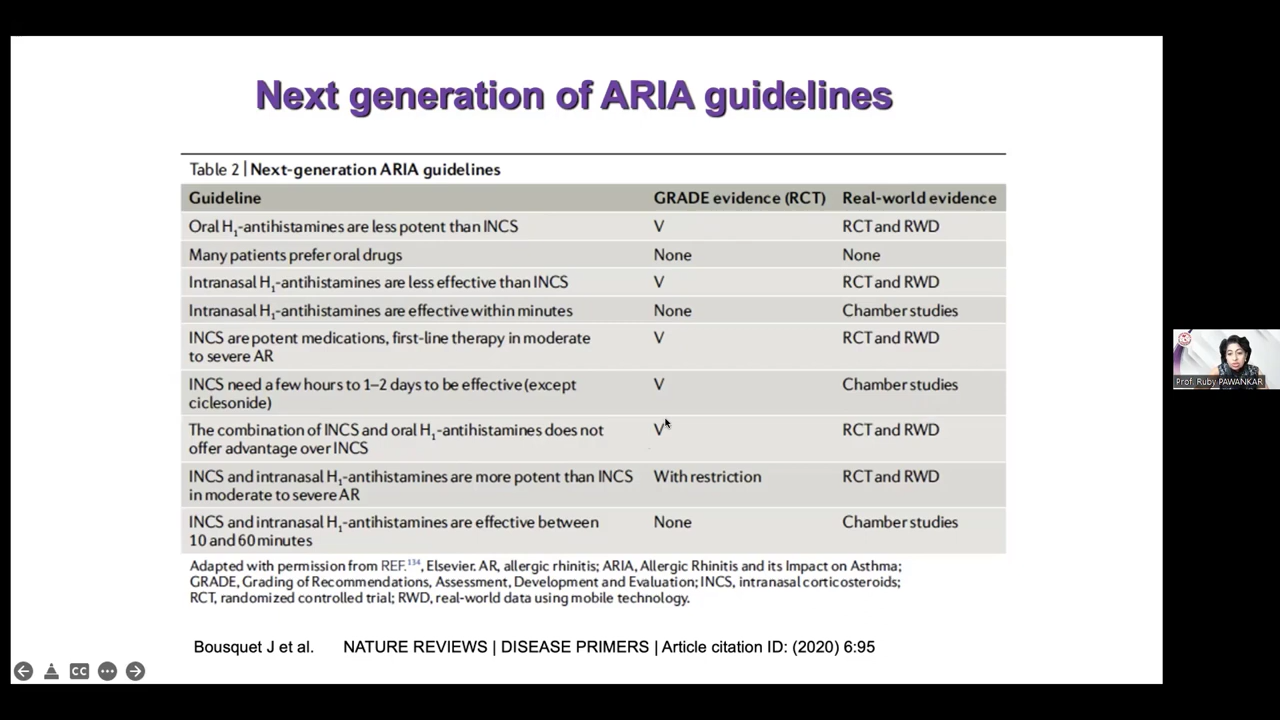 Next generation of ARIA guidelines
Table 2 | Next-generation ARIA guidelines
Guideline GRADE evidence (RCT) Real-world evidence
Oral H1-antihistamines are less potent than INCS V RCT and RWD
Many patients prefer oral drugs None None
Intranasal H1-antihistamines are less effective than INCS V RCT and RWD
Intranasal H1-antihistamines are effective within minutes None Chamber studies
INCS are potent medications, first-line therapy in moderate V RCT and RWD
to severe AR
INCS need a few hours to 1–2 days to be effective (except V Chamber studies
ciclesonide)
The combination of INCS and oral H1-antihistamines does not V RCT and RWD
offer advantage over INCS
INCS and intranasal H1-antihistamines are more potent than INCS With restriction RCT and RWD
in moderate to severe AR
INCS and intranasal H1-antihistamines are effective between None Chamber studies
10 and 60 minutes
Adapted with permission from REF.134, Elsevier. AR, allergic rhinitis; ARIA, Allergic Rhinitis and its Impact on Asthma;
GRADE, Grading of Recommendations, Assessment, Development and Evaluation; INCS, intranasal corticosteroids;
RCT, randomized controlled trial; RWD, real-world data using mobile technology.
Bousquet J et al. NATURE REVIEWS | DISEASE PRIMERS | Article citation ID: (2020) 6:95
CC
Prof. Ruby PAWANKAR